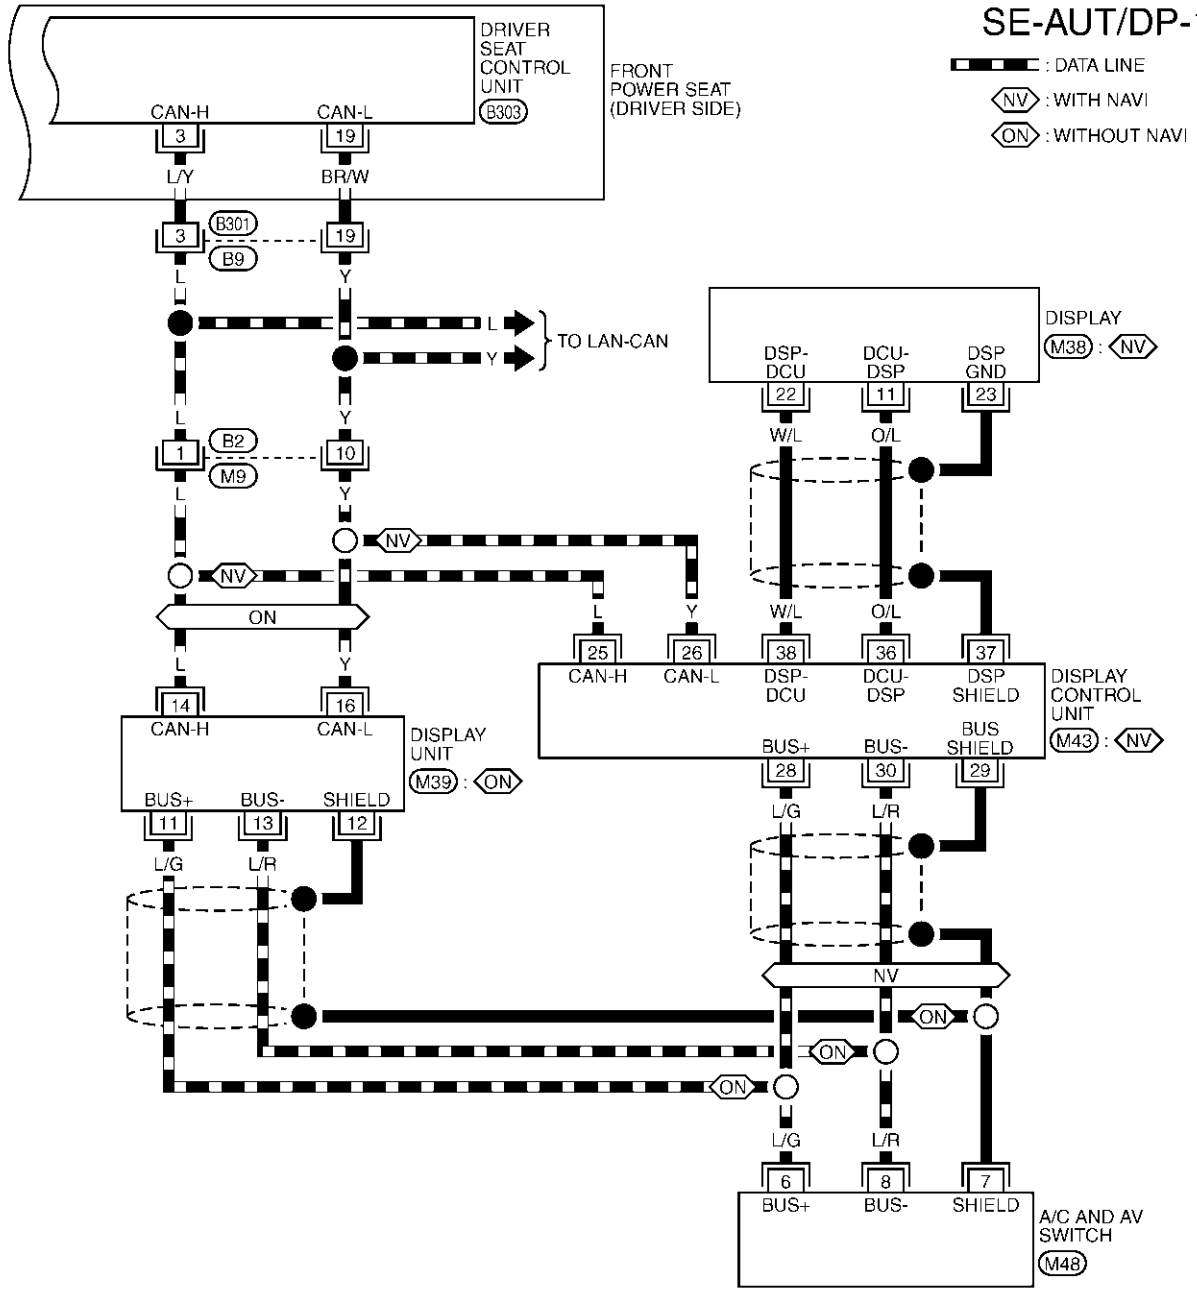 SE-AUT/DP-
: DATA LINE
NV : WITH NAVI
ON : WITHOUT NAVI
DRIVER
SEAT
CONTROL
UNIT
B303
FRONT
POWER SEAT
(DRIVER SIDE)
CAN-H CAN-L
3 19
L/Y BR/W
B301
3 19
B9
L Y
L
Y
TO LAN-CAN
L Y
B2
1 10
M9
L Y
NV
NV
ON
L Y
14 16
CAN-H CAN-L
DISPLAY
UNIT
M39 : ON
BUS+ BUS- SHIELD
11 13 12
L/G L/R
DISPLAY
M38 : NV
DSP-
DCU
DCU-
DSP
DSP
GND
22 11 23
W/L O/L
W/L O/L
L Y
25 26 38 36 37
CAN-H CAN-L
DSP-
DCU
DCU-
DSP
DSP
SHIELD
DISPLAY
CONTROL
UNIT
M43 : NV
BUS+ BUS-
BUS
SHIELD
28 30 29
L/G L/R
NV
ON
ON
ON
L/G L/R
6 8 7
BUS+ BUS- SHIELD
A/C AND AV
SWITCH
M48